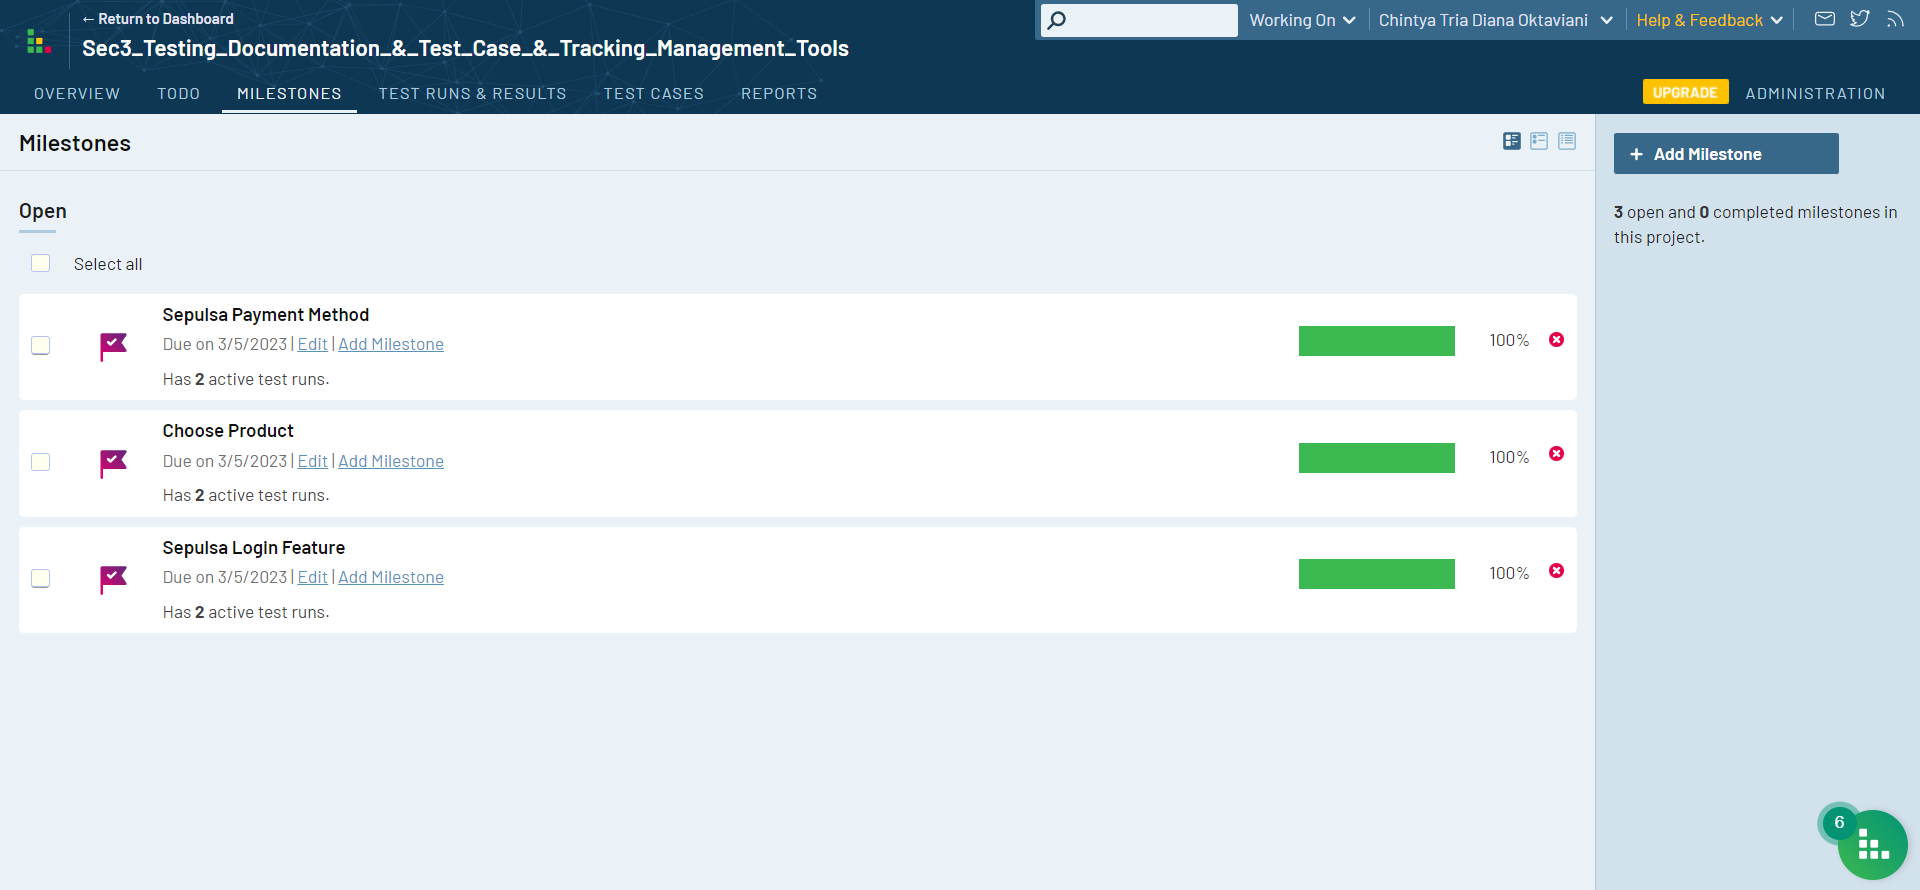 ← Return to Dashboard
Sec3_Testing_Documentation_&_Test_Case_&_Tracking_Management_Tools
Working On
Chintya Tria Diana Oktaviani
Help & Feedback
OVERVIEW
TODO
MILESTONES
TEST RUNS & RESULTS
TEST CASES
REPORTS
UPGRADE
ADMINISTRATION
Milestones
+ Add Milestone
3 open and 0 completed milestones in
this project.
Open
Select all
Sepulsa Payment Method
Due on 3/5/2023 | Edit | Add Milestone
Has 2 active test runs.
100%
Choose Product
Due on 3/5/2023 | Edit | Add Milestone
Has 2 active test runs.
100%
Sepulsa Login Feature
Due on 3/5/2023 | Edit | Add Milestone
Has 2 active test runs.
100%
6